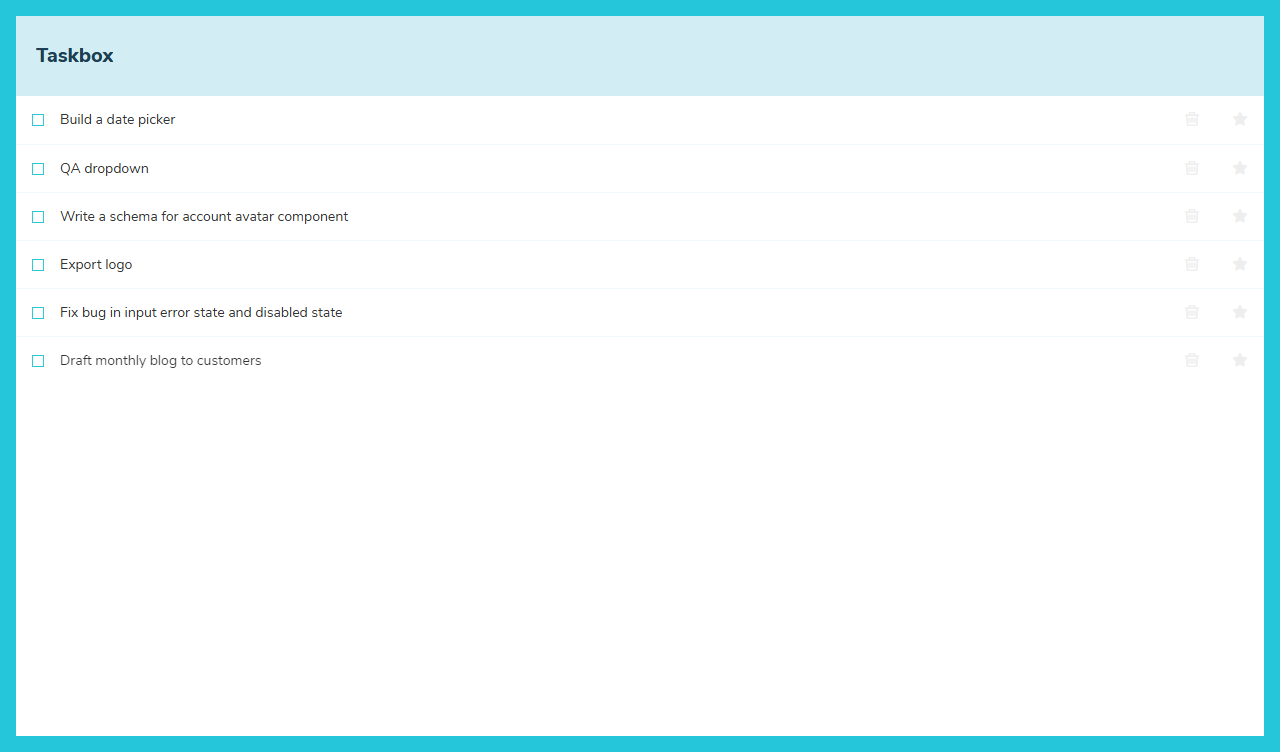 Taskbox
Build a date picker
QA dropdown
Write a schema for account avatar component
Export logo
Fix bug in input error state and disabled state
Draft monthly blog to customers